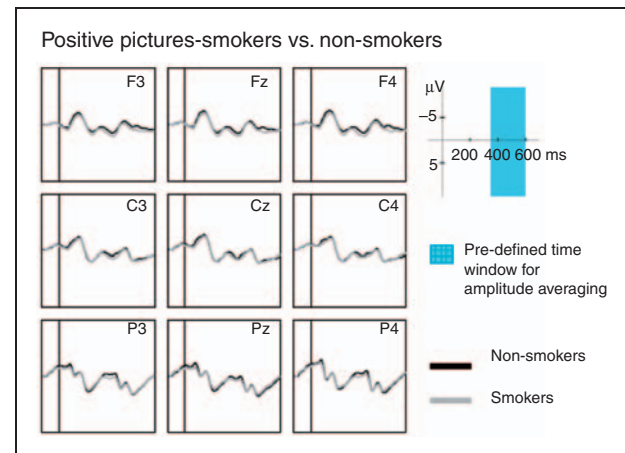 Positive pictures-smokers vs. non-smokers
F3 Fz F4
C3 Cz C4
P3 Pz P4
μV
–5
5
200 400 600 ms
Pre-defined time
window for
amplitude averaging
Non-smokers
Smokers